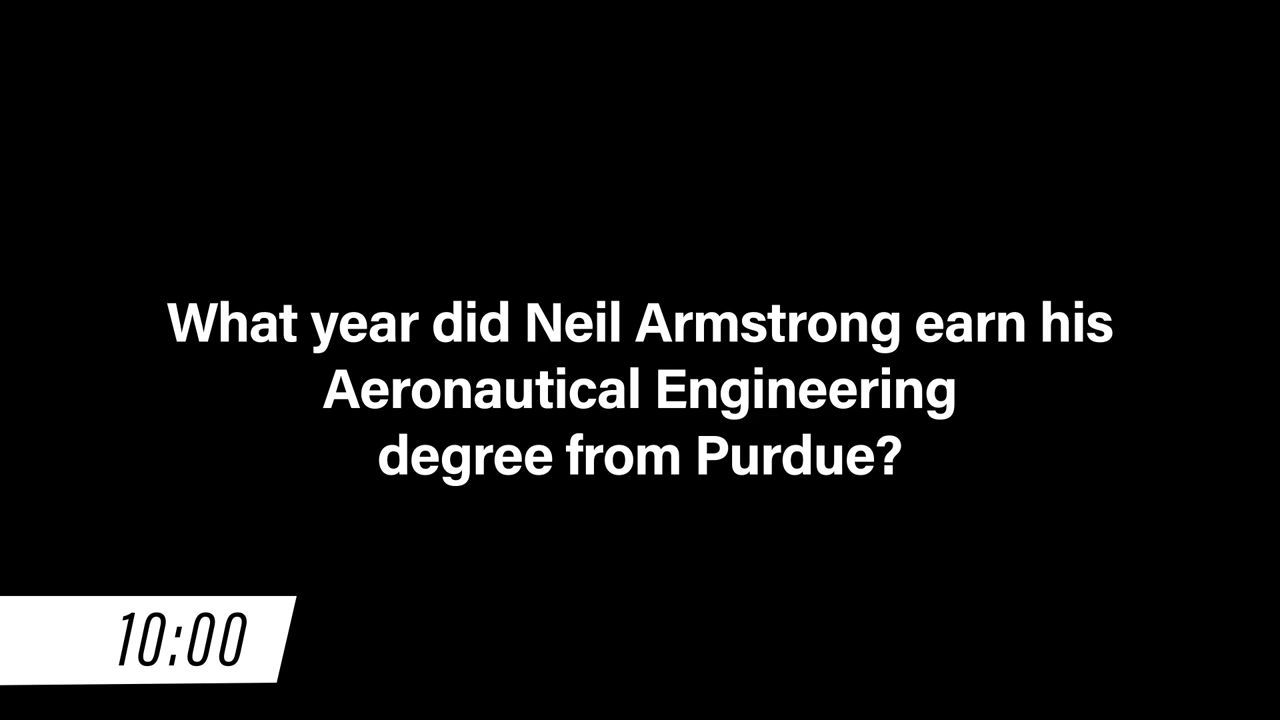 What year did Neil Armstrong earn his
Aeronautical Engineering
degree from Purdue?
10:00